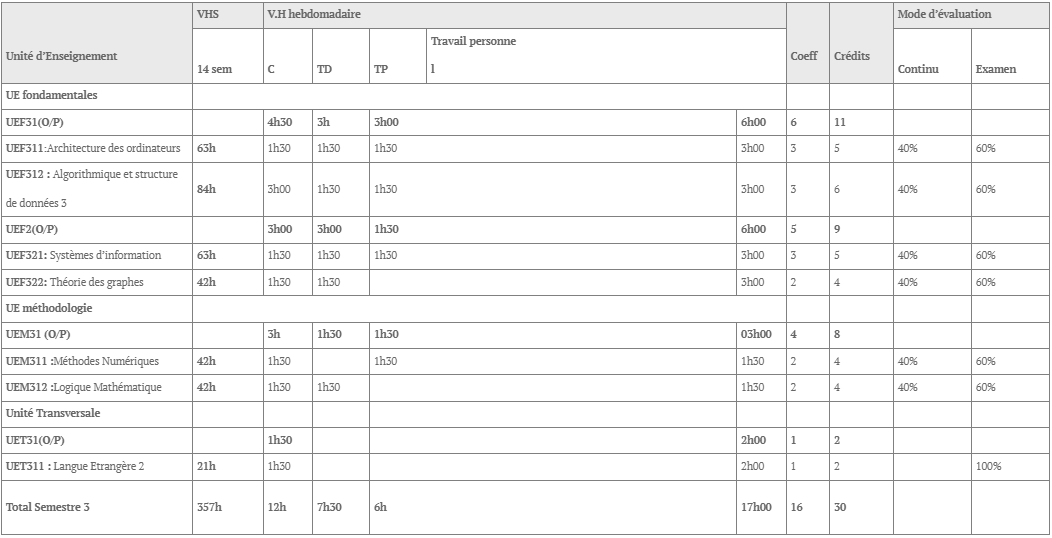 VHS V.H hebdomadaire Mode d’évaluation
Unité d’Enseignement Travail personne Coeff Crédits
14 sem C TD TP l Continu Examen
UE fondamentales
UEF31(O/P) 4h30 3h 3h00 6h00 6 11
UEF311:Architecture des ordinateurs 63h 1h30 1h30 1h30 3h00 3 5 40% 60%
UEF312 : Algorithmique et structure
de données 3 84h 3h00 1h30 1h30 3h00 3 6 40% 60%
UEF2(O/P) 3h00 3h00 1h30 6h00 5 9
UEF321: Systèmes d’information 63h 1h30 1h30 1h30 3h00 3 5 40% 60%
UEF322: Théorie des graphes 42h 1h30 1h30 3h00 2 4 40% 60%
UE méthodologie
UEM31 (O/P) 3h 1h30 1h30 03h00 4 8
UEM311 :Méthodes Numériques 42h 1h30 1h30 1h30 2 4 40% 60%
UEM312 :Logique Mathématique 42h 1h30 1h30 1h30 2 4 40% 60%
Unité Transversale
UET31(O/P) 1h30 2h00 1 2
UET311 : Langue Etrangère 2 21h 1h30 2h00 1 2 100%
Total Semestre 3 357h 12h 7h30 6h 17h00 16 30